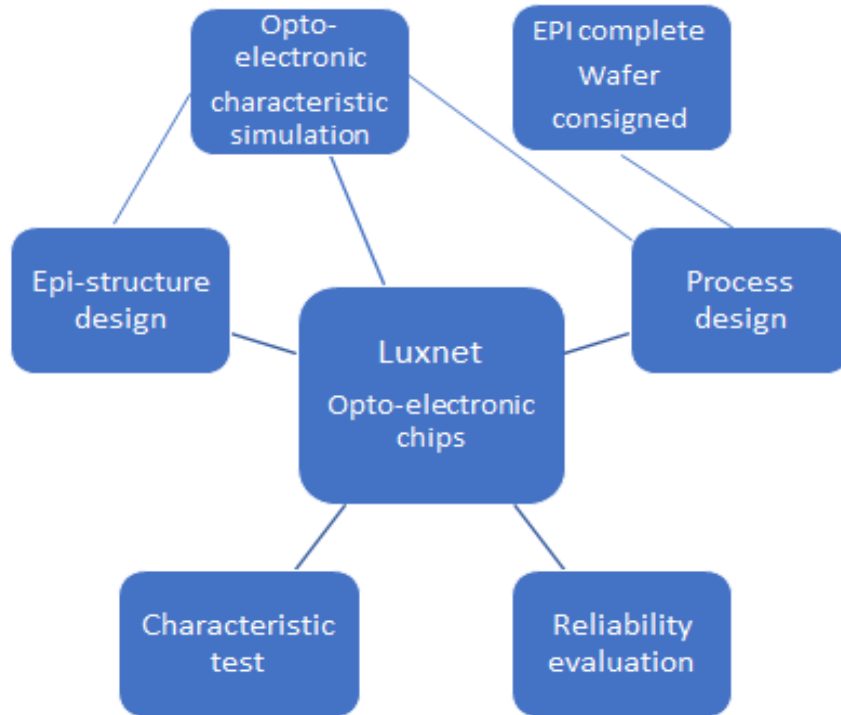 Opto-
electronic
characteristic
simulation
EPI complete
Wafer
consigned
Epi-structure
design
Process
design
Luxnet
Opto-electronic
chips
Characteristic
test
Reliability
evaluation